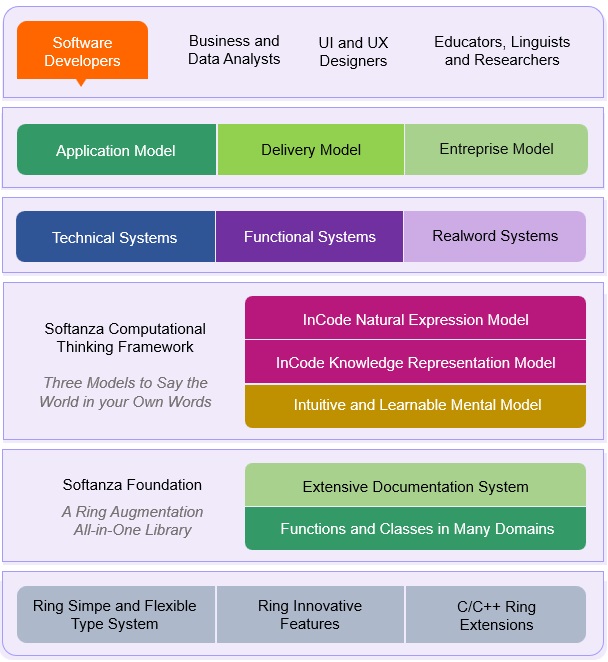 Software
Developers
Business and
Data Analysts
UI and UX
Designers
Educators, Linguists
and Researchers
Application Model
Delivery Model
Entreprise Model
Technical Systems
Functional Systems
Realword Systems
Softanza Computational
Thinking Framework
Three Models to Say the
World in your Own Words
InCode Natural Expression Model
InCode Knowledge Representation Model
Intuitive and Learnable Mental Model
Softanza Foundation
A Ring Augmentation
All-in-One Library
Extensive Documentation System
Functions and Classes in Many Domains
Ring Simpe and Flexible
Type System
Ring Innovative
Features
C/C++ Ring
Extensions